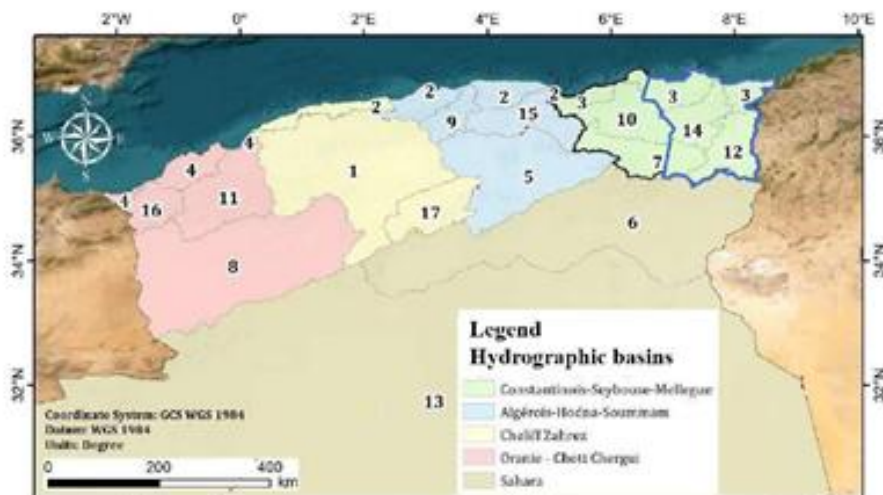 2°W 0° 2°E 4°E 6°E 8°E 10°E
36°N 36°N
34°N 34°N
32°N 32°N
N
W E
S
4 4 4 16 11 8
2 1 17
2 2 2 9 15 5
3 10 7 3 14 3 12
6
13
Legend
Hydrographic basins
Constantinois-Seybouse-Mellegue
Algérois-Hodna-Soummam
Cheliff Zahrez
Oranie - Chott Chergui
Sahara
Coordinate System: GCS WGS 1984
Datum: WGS 1984
Units: Degree
0 200 400
km